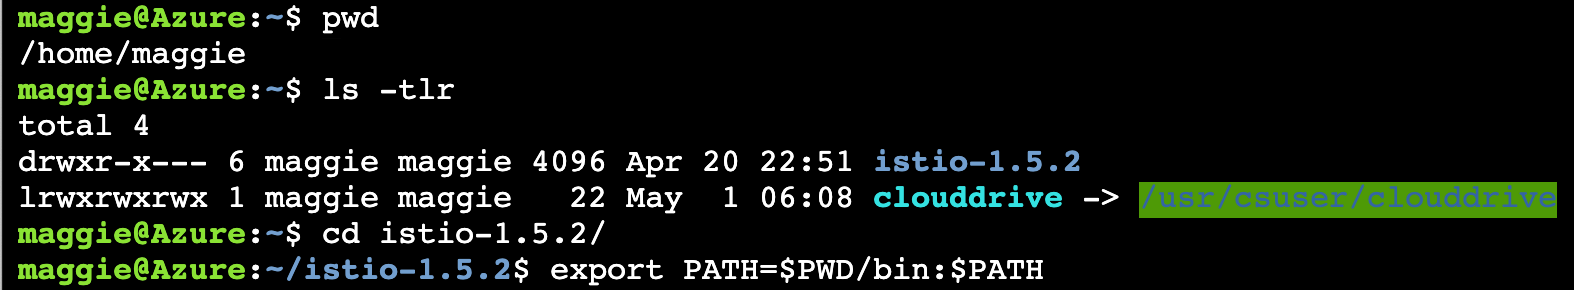 maggie@Azure:~$ pwd
/home/maggie
maggie@Azure:~$ ls -tlr
total 4
drwxr-x--- 6 maggie maggie 4096 Apr 20 22:51 istio-1.5.2
lrwxrwxrwx 1 maggie maggie   22 May  1 06:08 clouddrive -> /usr/csuser/clouddrive
maggie@Azure:~$ cd istio-1.5.2/
maggie@Azure:~/istio-1.5.2$ export PATH=$PWD/bin:$PATH